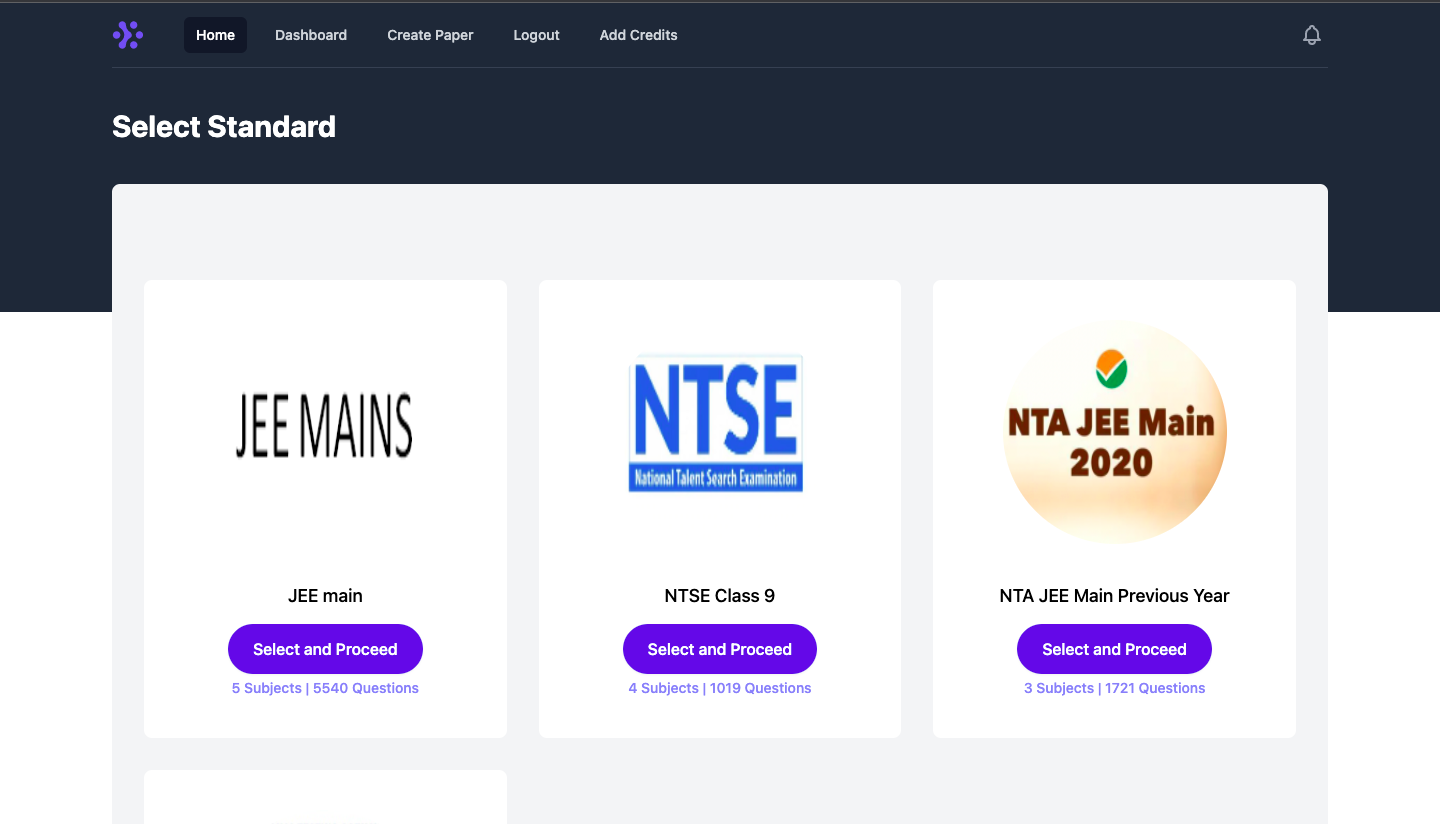 Home Dashboard Create Paper Logout Add Credits
Select Standard
JEE MAINS
NTSE
National Talent Search Examination
NTA JEE Main
2020
JEE main
NTSE Class 9
NTA JEE Main Previous Year
Select and Proceed
Select and Proceed
Select and Proceed
5 Subjects | 5540 Questions
4 Subjects | 1019 Questions
3 Subjects | 1721 Questions